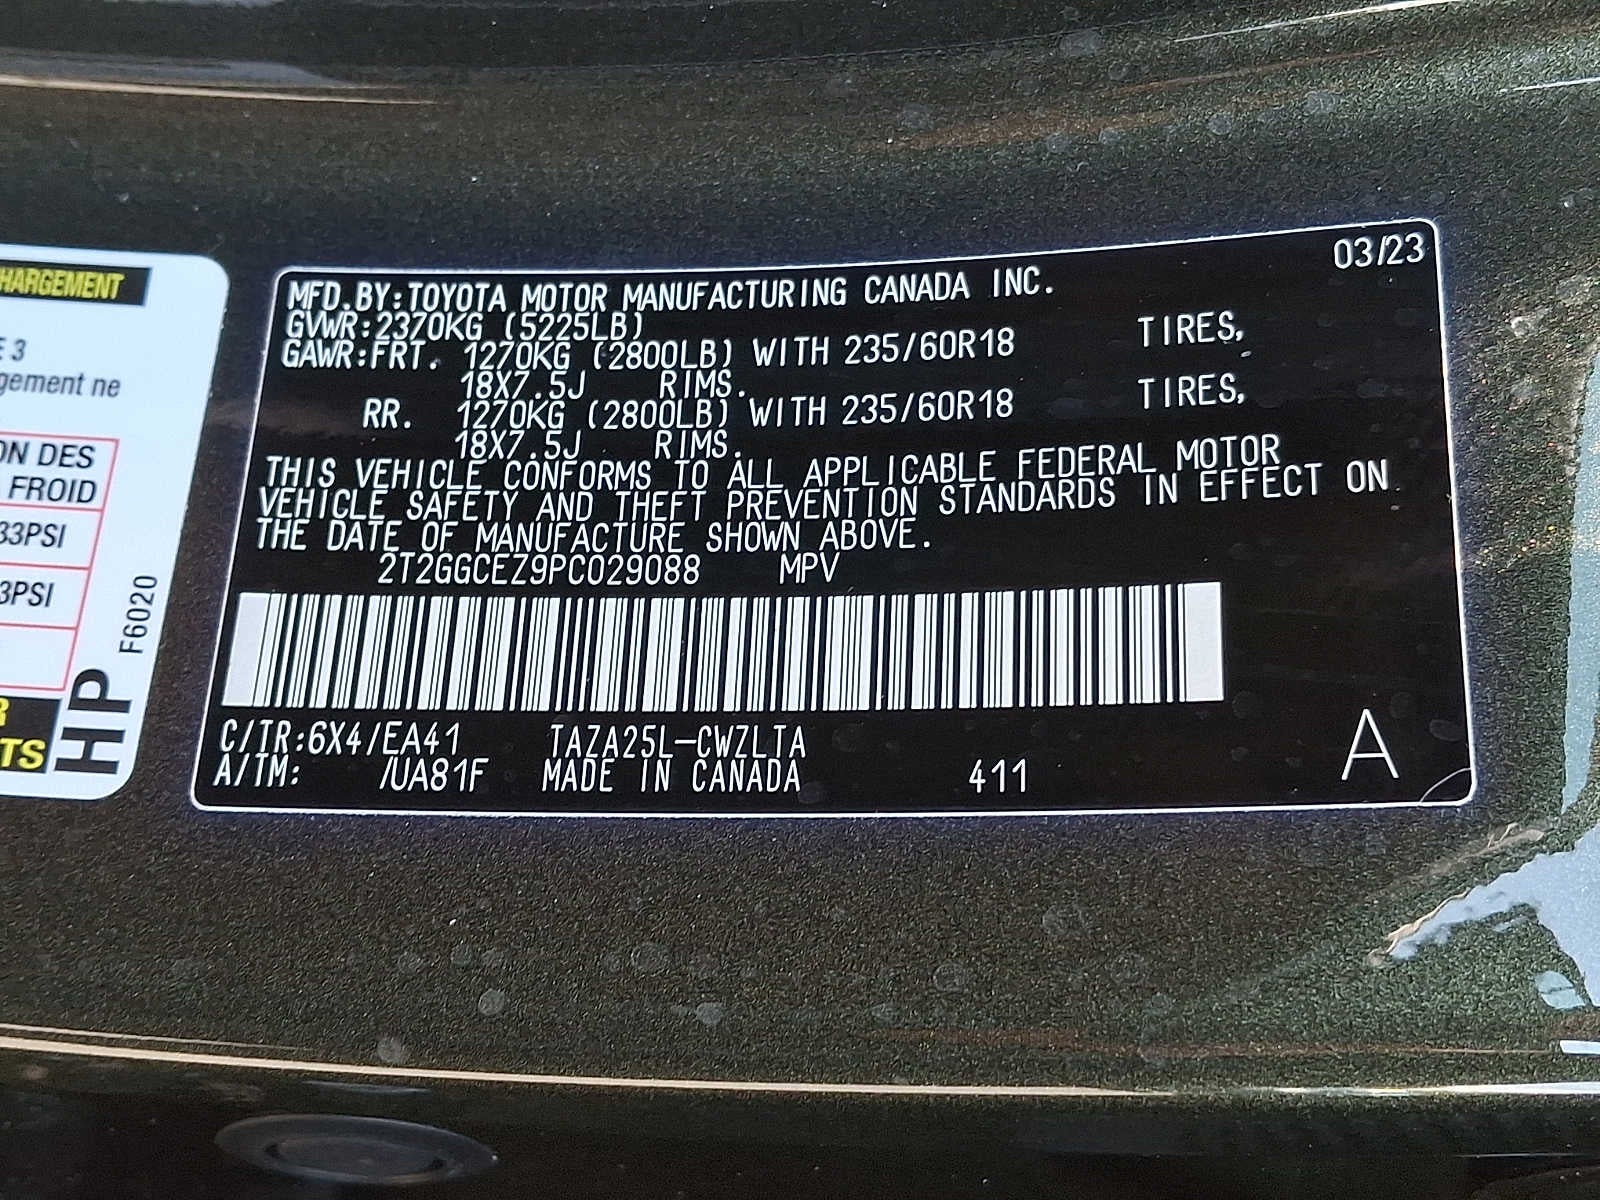 HARGEMENT
E 3
gement ne
ON DES
FROID
33PSI
3PSI
R
TS
HP
F6020
03/23
MFD.BY:TOYOTA MOTOR MANUFACTURING CANADA INC.
GVWR:2370KG (5225LB)
GAWR:FRT. 1270KG (2800LB) WITH 235/60R18 TIRES,
18X7.5J RIMS.
RR. 1270KG (2800LB) WITH 235/60R18 TIRES,
18X7.5J RIMS.
THIS VEHICLE CONFORMS TO ALL APPLICABLE FEDERAL MOTOR
VEHICLE SAFETY AND THEFT PREVENTION STANDARDS IN EFFECT ON
THE DATE OF MANUFACTURE SHOWN ABOVE.
2T2GGCEZ9PC029088 MPV
C/TR:6X4/EA41 TAZA25L-CWZLTA
A/TM: /UA81F MADE IN CANADA 411 A